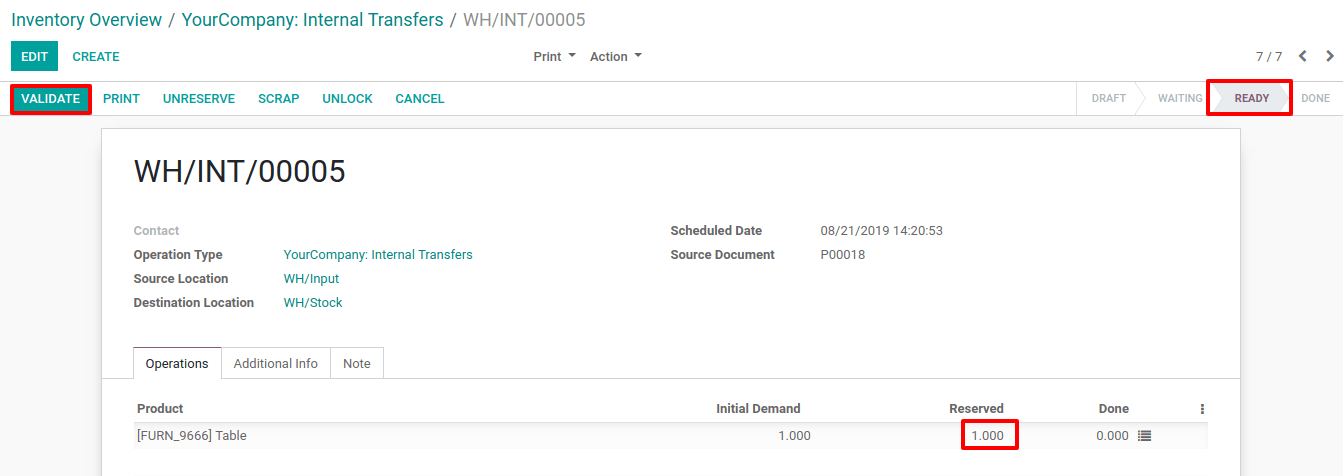 Inventory Overview / YourCompany: Internal Transfers / WH/INT/00005
EDIT CREATE Print Action 7 / 7
VALIDATE PRINT UNRESERVE SCRAP UNLOCK CANCEL DRAFT WAITING READY DONE
WH/INT/00005
Contact Scheduled Date 08/21/2019 14:20:53
Operation Type YourCompany: Internal Transfers Source Document P00018
Source Location WH/Input
Destination Location WH/Stock
Operations Additional Info Note
Product Initial Demand Reserved Done
[FURN_9666] Table 1.000 1.000 0.000